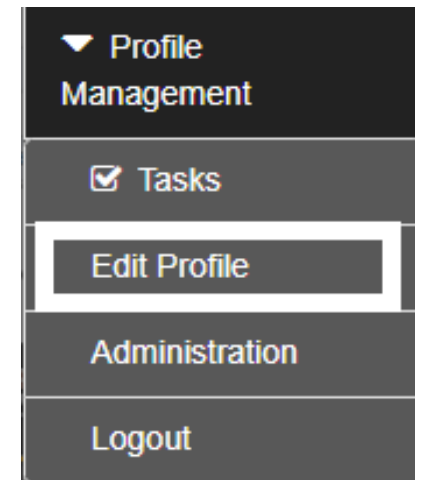 Profile
Management
Tasks
Edit Profile
Administration
Logout